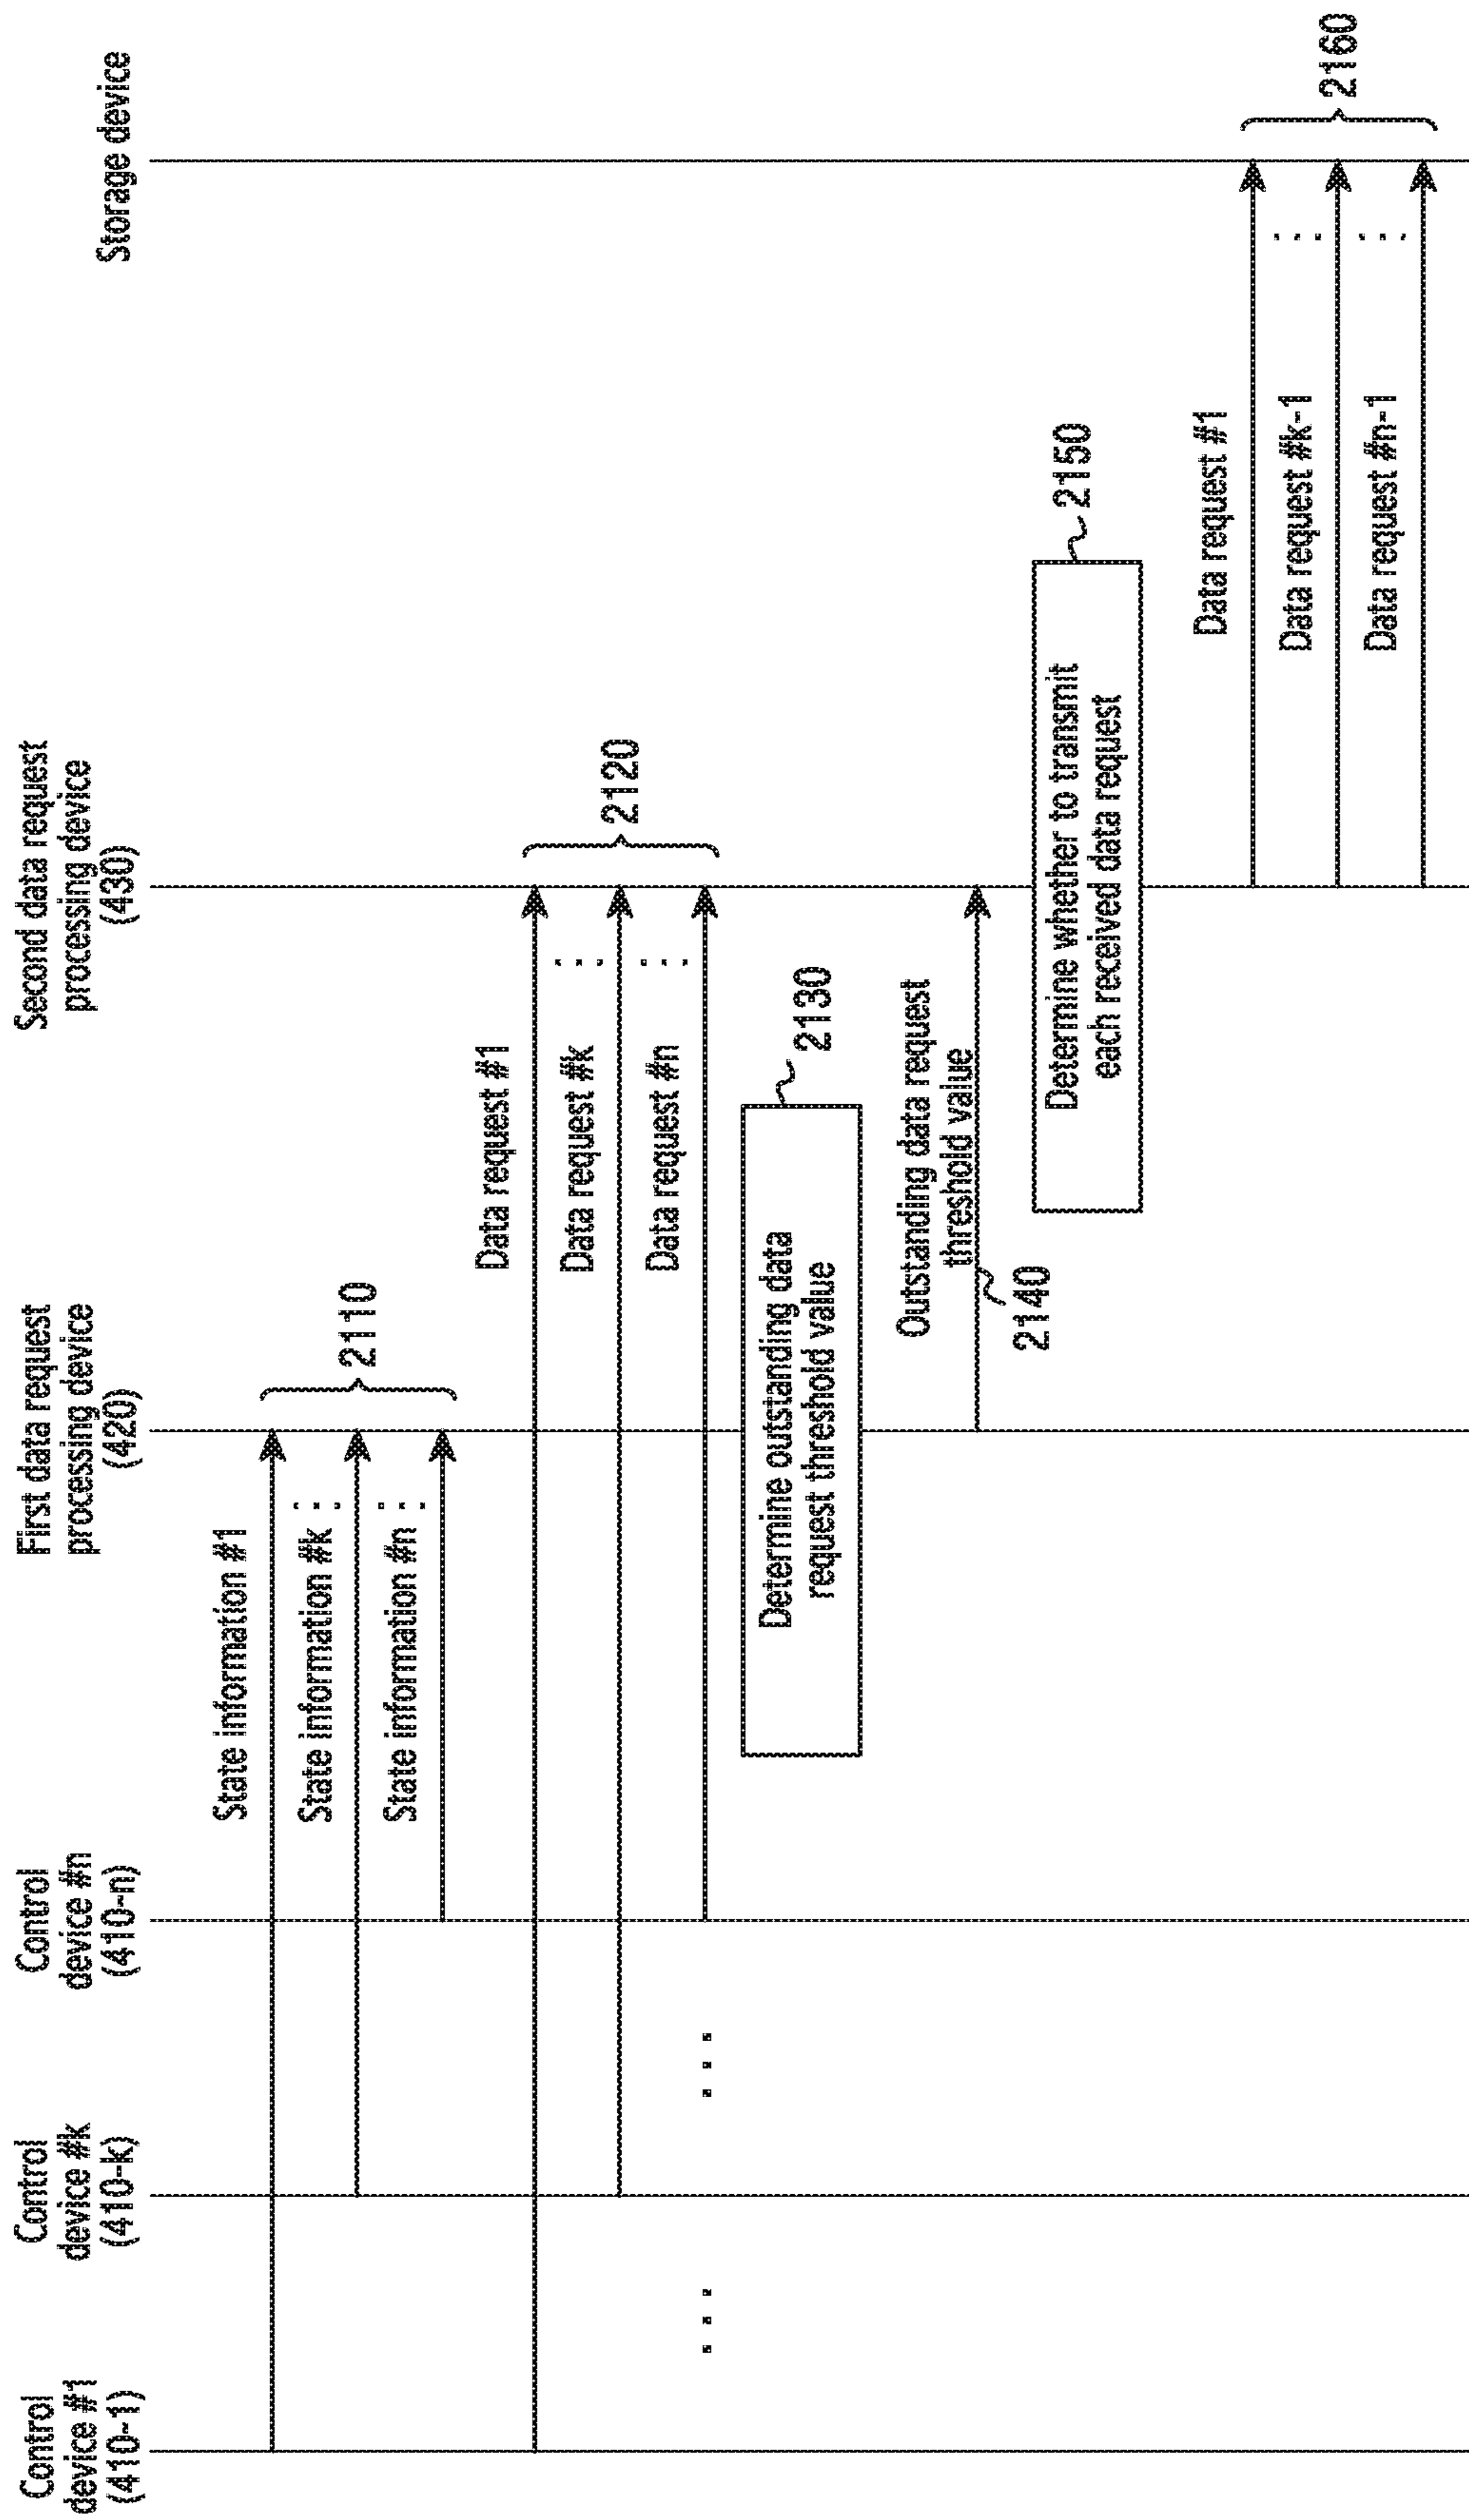 Control
device #1
(410-1)
Control
device #k
(410-k)
Control
device #n
(410-n)
First data request
processing device
(420)
Second data request
processing device
(430)
Storage device
State information #1
State information #k
State information #n
2110
Data request #1
Data request #k
Data request #n
2120
Determine outstanding data
request threshold value
2130
Outstanding data request
threshold value
2140
Determine whether to transmit
each received data request
2150
Data request #1
Data request #k-1
Data request #n-1
2160